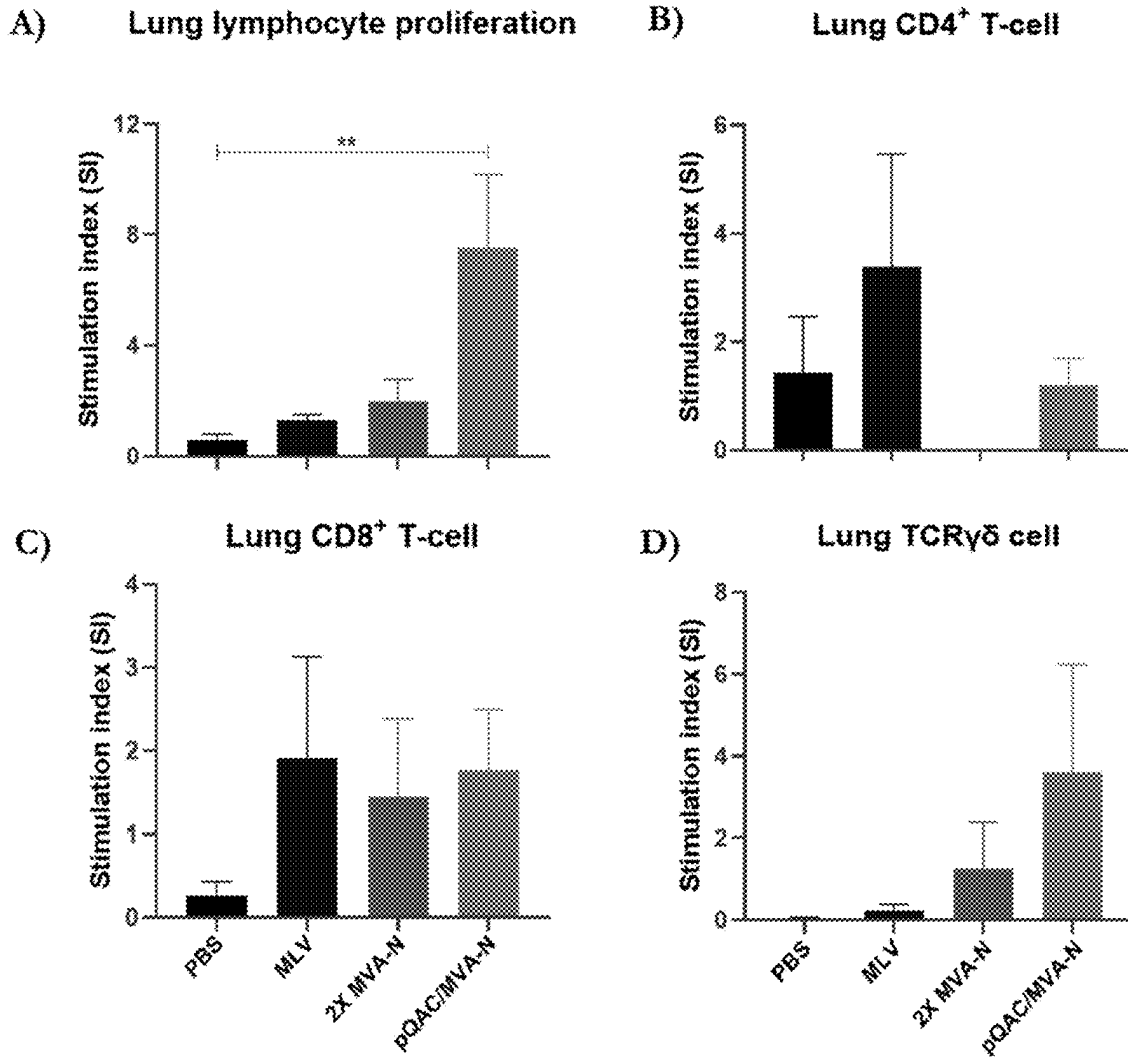 A) Lung lymphocyte proliferation
Stimulation index (SI)
12
8
4
0
**
B) Lung CD4⁺ T-cell
Stimulation index (SI)
6
4
2
0
C) Lung CD8⁺ T-cell
Stimulation index (SI)
4
3
2
1
0
PBS
MLV
2X MVA-N
pQAC/MVA-N
D) Lung TCRγδ cell
Stimulation index (SI)
8
6
4
2
0
PBS
MLV
2X MVA-N
pQAC/MVA-N